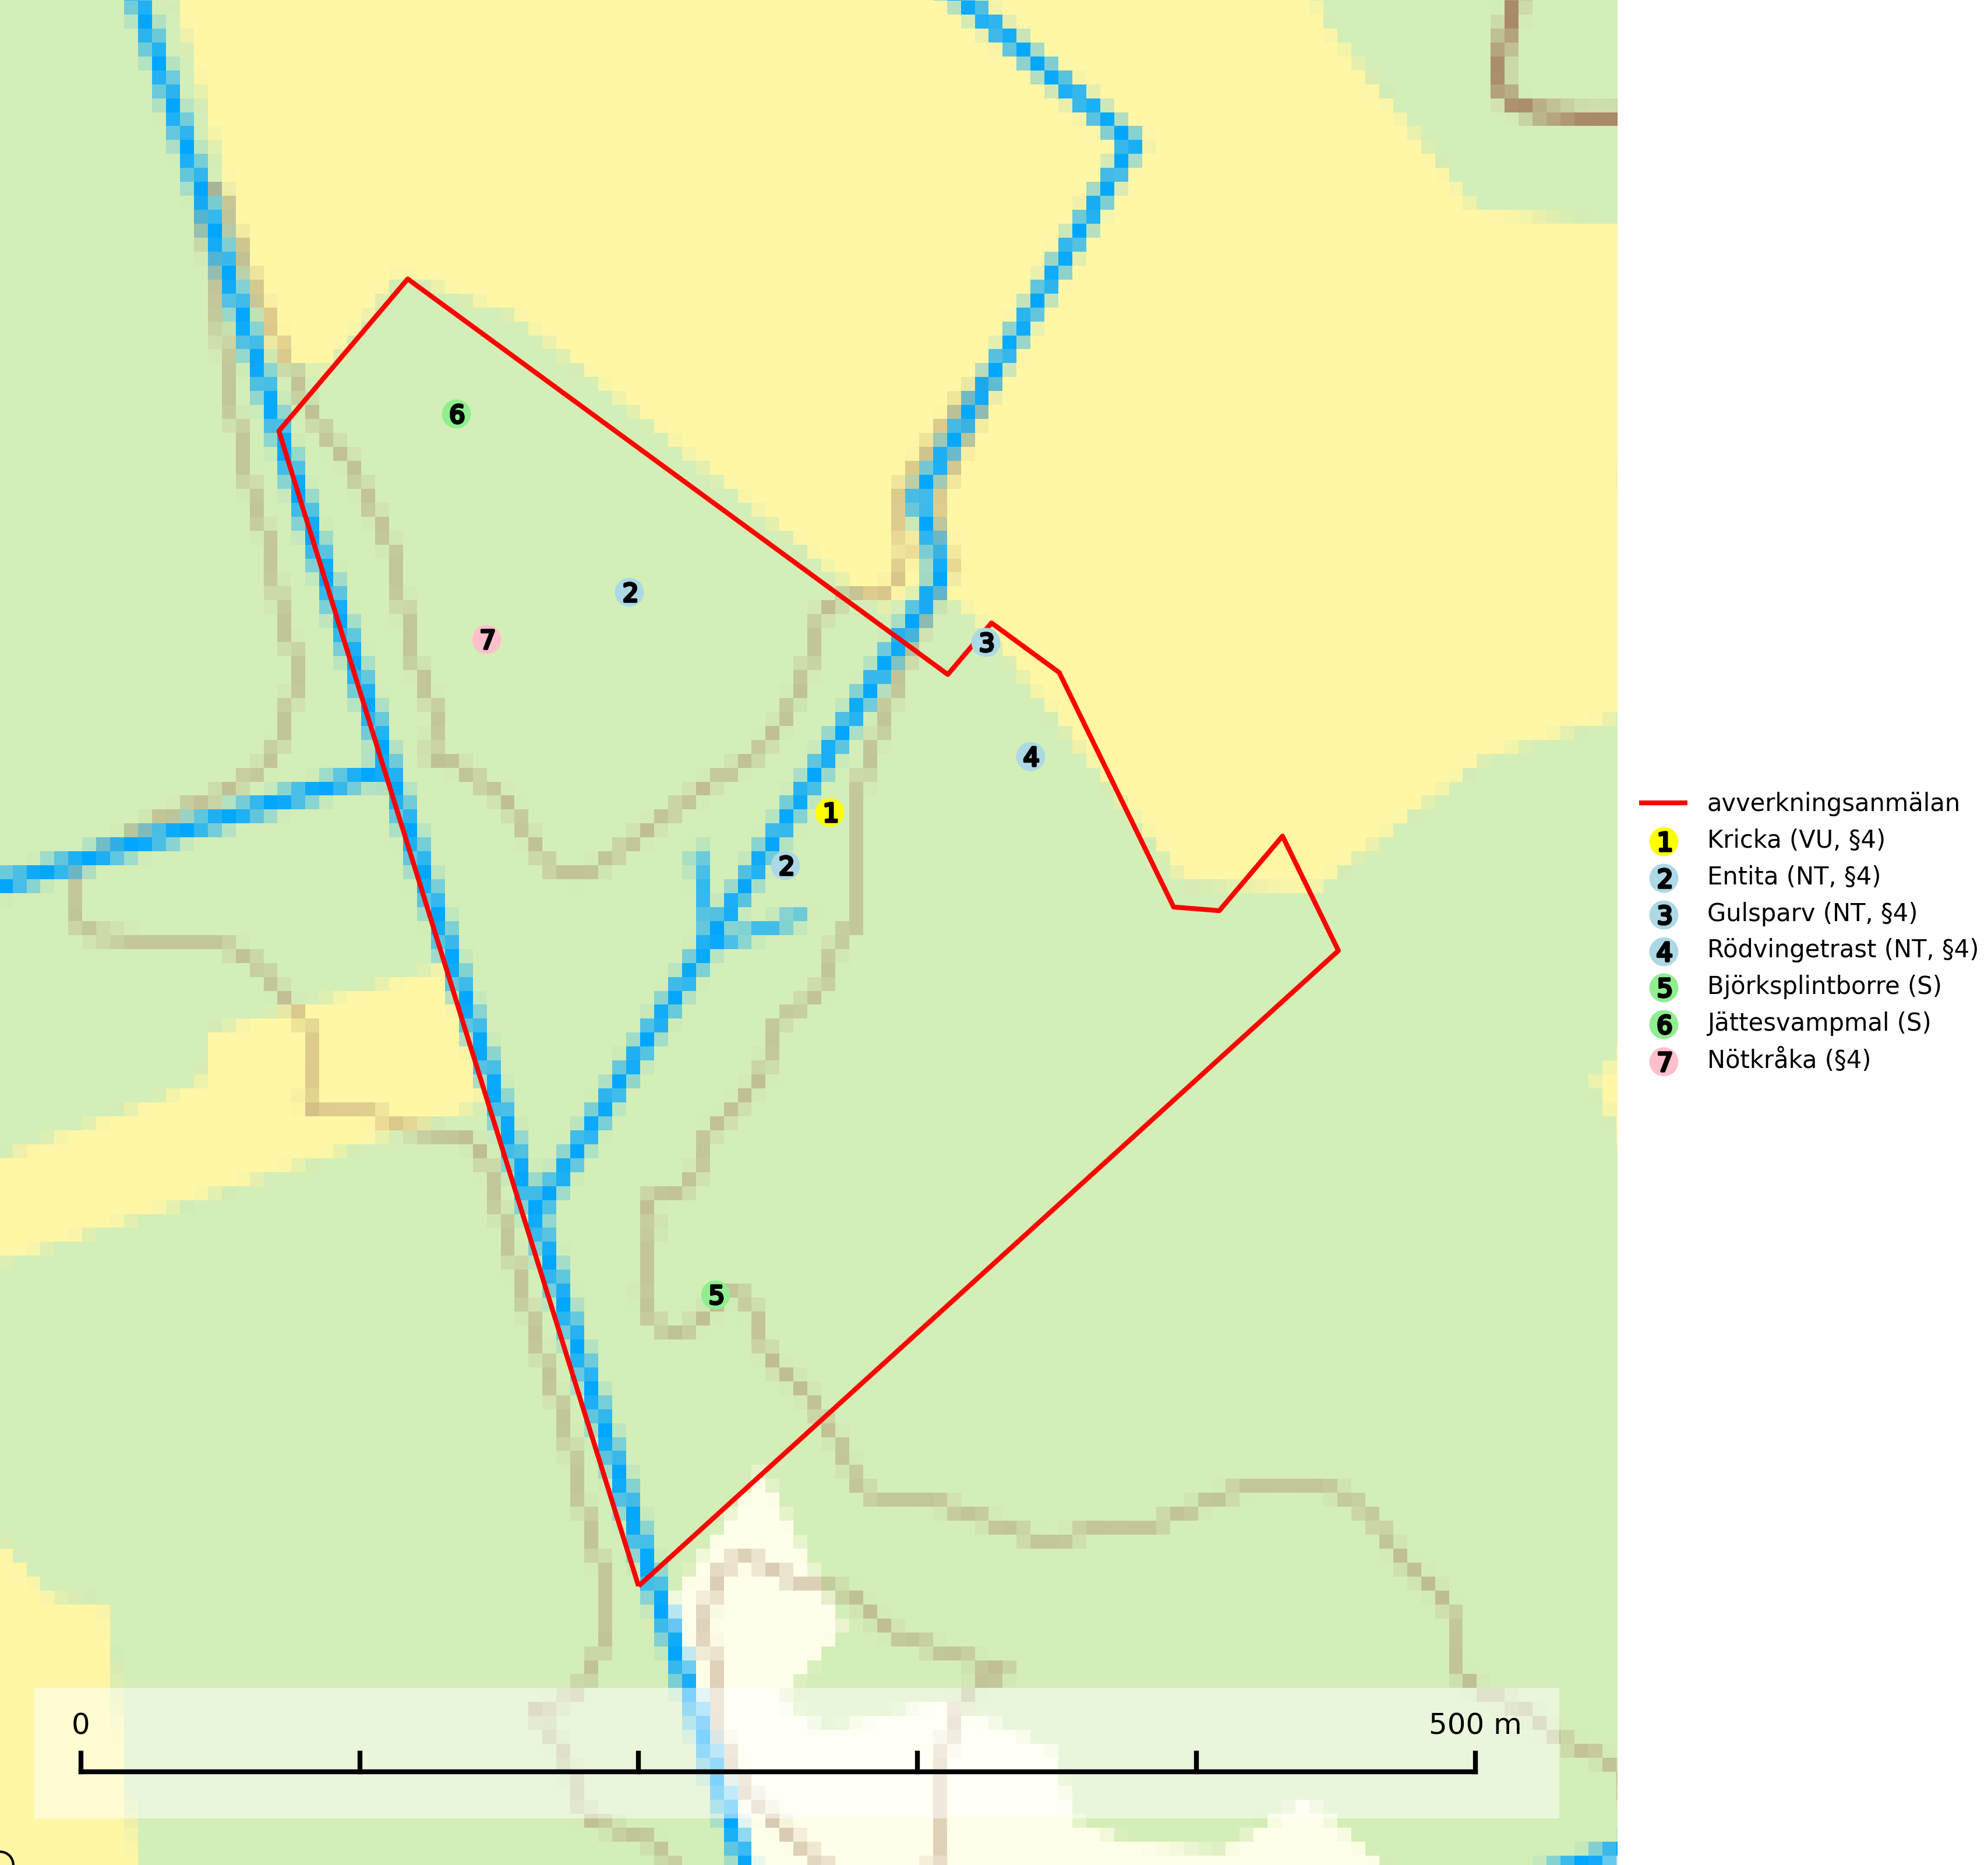 6
2
7
3
4
1
2
5
avverkningsanmälan
1 Kricka (VU, §4)
2 Entita (NT, §4)
3 Gulsparv (NT, §4)
4 Rödvingetrast (NT, §4)
5 Björksplintborre (S)
6 Jättesvampmal (S)
7 Nötkråka (§4)
0 500 m